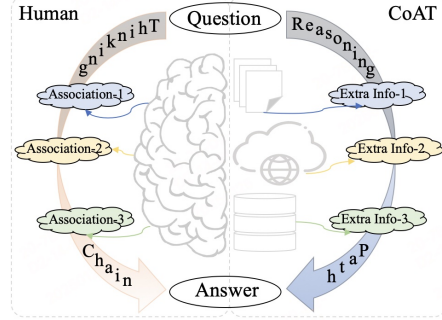 Human
Question
CoAT
Thinking
Reasoning
Association-1
Extra Info-1
Association-2
Extra Info-2
Association-3
Extra Info-3
Chain
Path
Answer